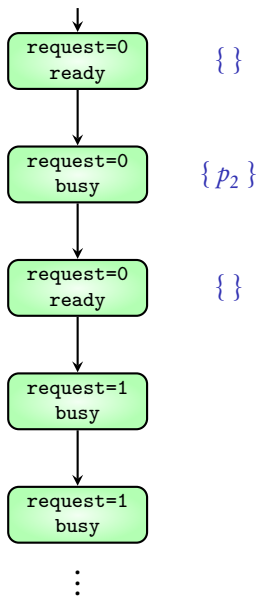 request=0
ready
{ }
request=0
busy
{ p₂ }
request=0
ready
{ }
request=1
busy
request=1
busy
⋮